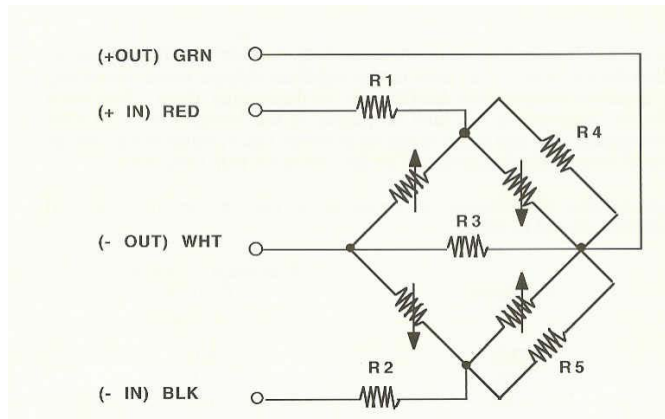 (+OUT) GRN
R1
(+ IN) RED
R4
R3
(- OUT) WHT
R2
R5
(- IN) BLK